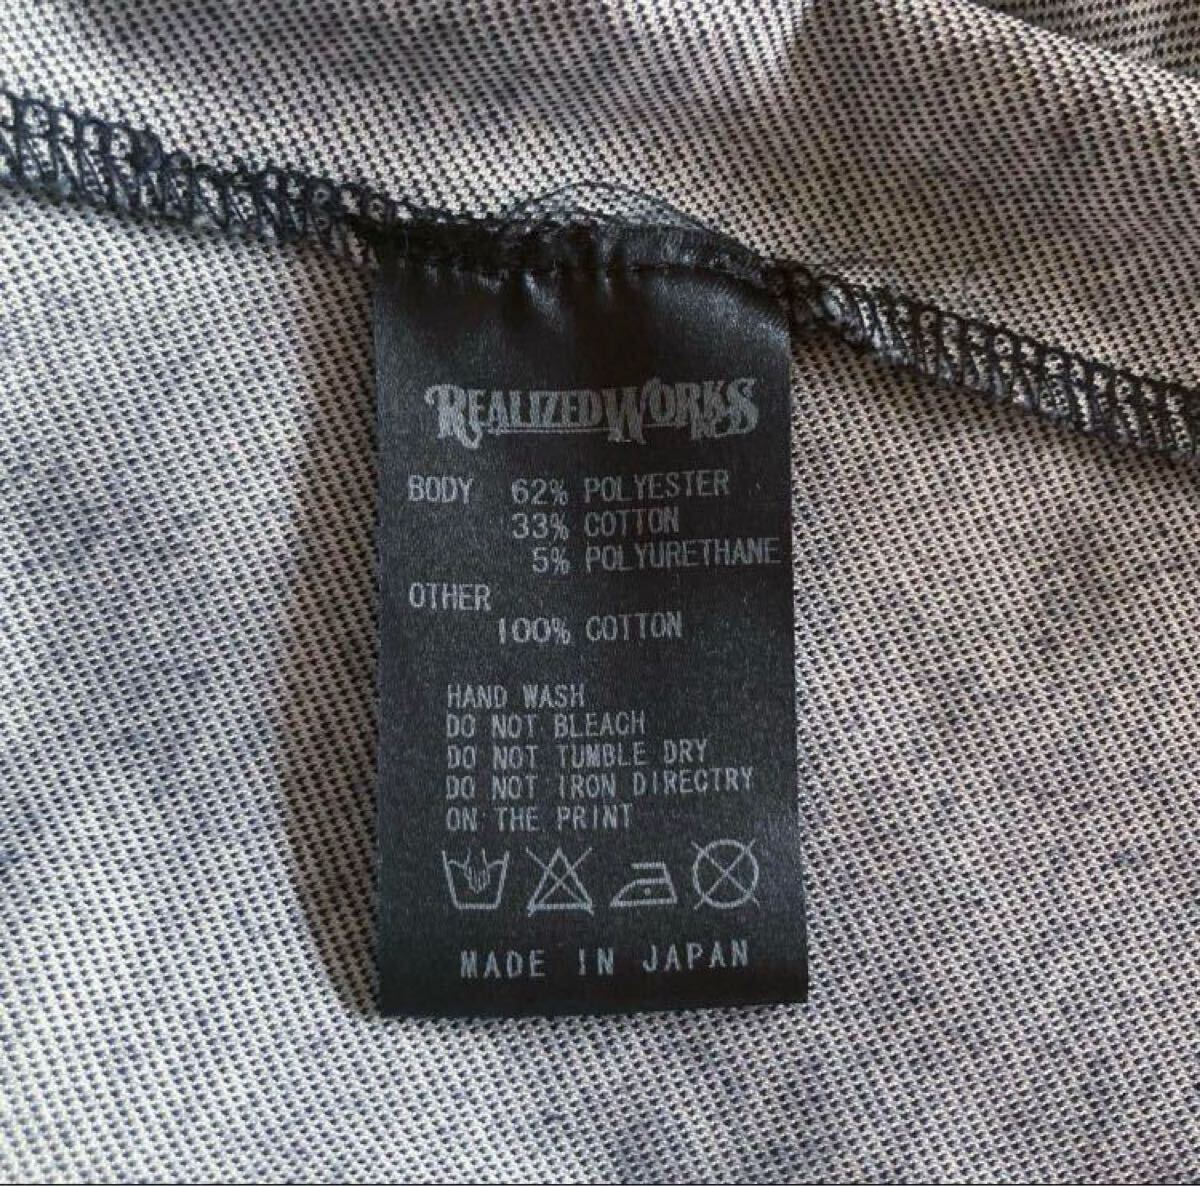 REALIZEDWORKS
BODY 62% POLYESTER
33% COTTON
5% POLYURETHANE
OTHER
100% COTTON
HAND WASH
DO NOT BLEACH
DO NOT TUMBLE DRY
DO NOT IRON DIRECTRY
ON THE PRINT
MADE IN JAPAN